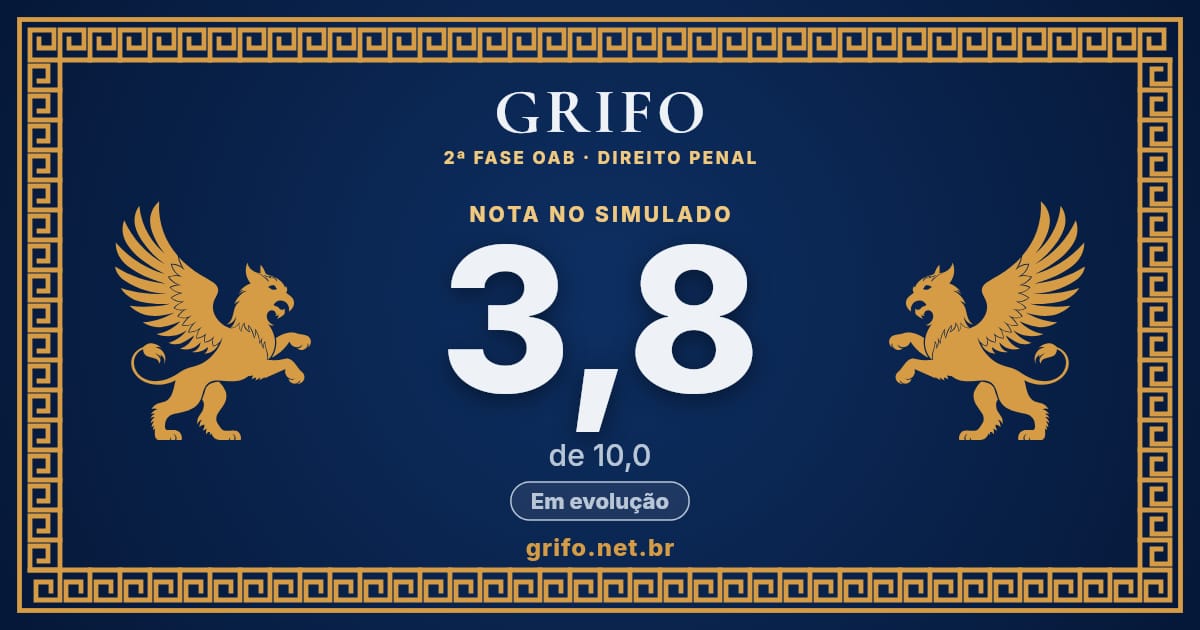 GRIFO
2ª FASE OAB · DIREITO PENAL
NOTA NO SIMULADO
3,8
de 10,0
Em evolução
grifo.net.br